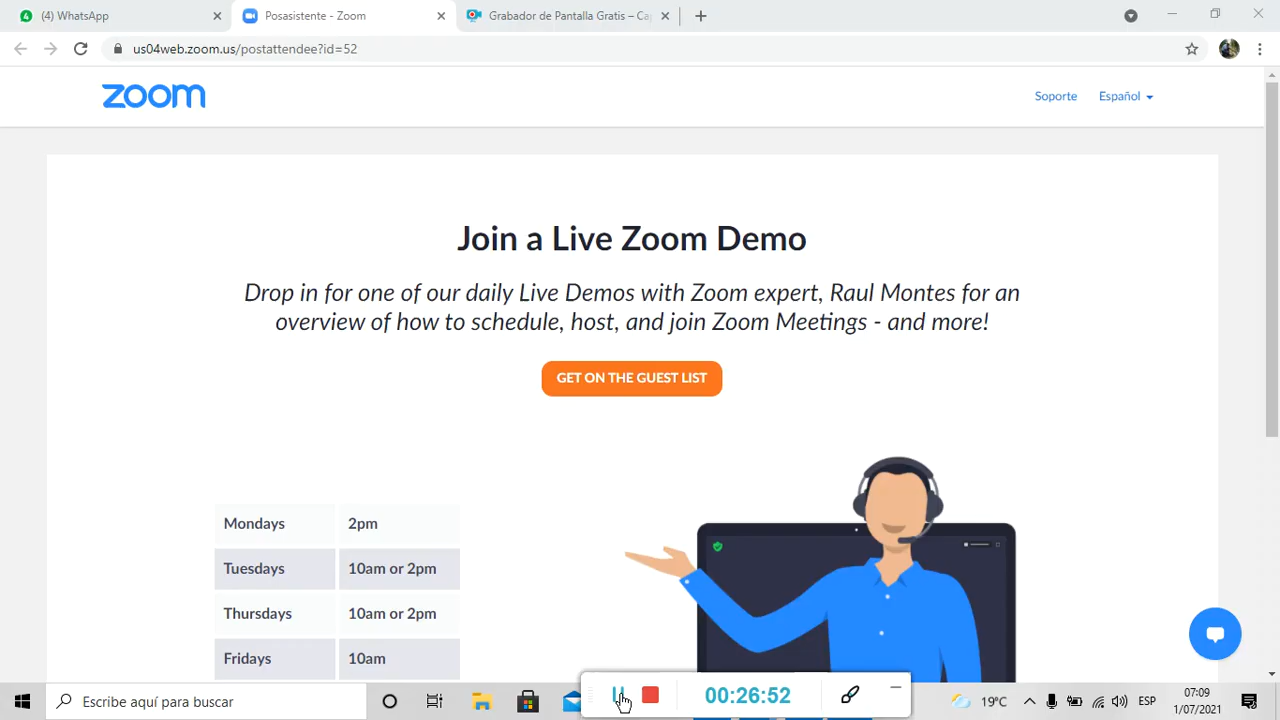 (4) WhatsApp
Posasistente - Zoom
Grabador de Pantalla Gratis – Ca
us04web.zoom.us/postattendee?id=52
zoom
Soporte
Español
Join a Live Zoom Demo
Drop in for one of our daily Live Demos with Zoom expert, Raul Montes for an
overview of how to schedule, host, and join Zoom Meetings - and more!
GET ON THE GUEST LIST
Mondays 2pm
Tuesdays 10am or 2pm
Thursdays 10am or 2pm
Fridays 10am
00:26:52
Escribe aquí para buscar
19°C
ESP
07:09
1/07/2021